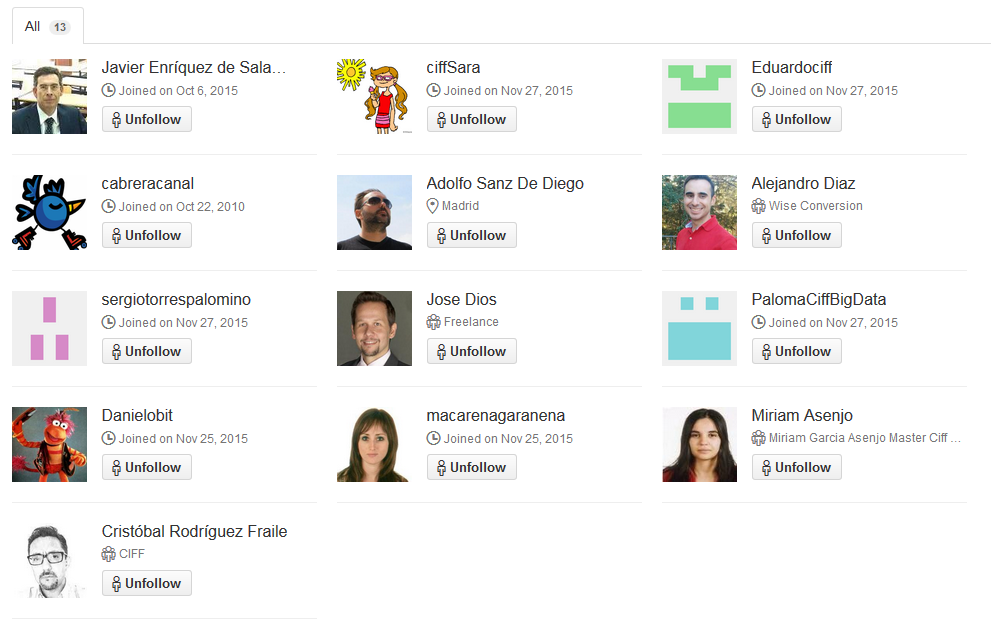 All 13
Javier Enríquez de Sala...
Joined on Oct 6, 2015
Unfollow
ciffSara
Joined on Nov 27, 2015
Unfollow
Eduardociff
Joined on Nov 27, 2015
Unfollow
cabreracanal
Joined on Oct 22, 2010
Unfollow
Adolfo Sanz De Diego
Madrid
Unfollow
Alejandro Diaz
Wise Conversion
Unfollow
sergiotorrespalomino
Joined on Nov 27, 2015
Unfollow
Jose Dios
Freelance
Unfollow
PalomaCiffBigData
Joined on Nov 27, 2015
Unfollow
Danielobit
Joined on Nov 25, 2015
Unfollow
macarenagaranena
Joined on Nov 25, 2015
Unfollow
Miriam Asenjo
Miriam Garcia Asenjo Master Ciff ...
Unfollow
Cristóbal Rodríguez Fraile
CIFF
Unfollow